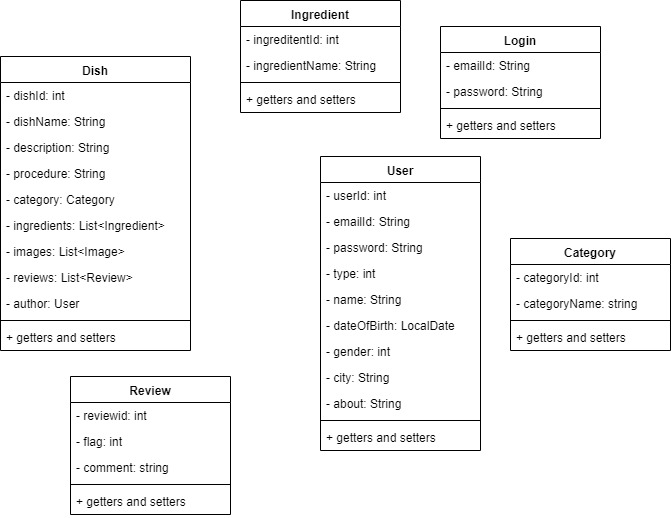 Ingredient
- ingreditentId: int
- ingredientName: String
+ getters and setters
Login
- emailId: String
- password: String
+ getters and setters
Dish
- dishId: int
- dishName: String
- description: String
- procedure: String
- category: Category
- ingredients: List<Ingredient>
- images: List<Image>
- reviews: List<Review>
- author: User
+ getters and setters
User
- userId: int
- emailId: String
- password: String
- type: int
- name: String
- dateOfBirth: LocalDate
- gender: int
- city: String
- about: String
+ getters and setters
Category
- categoryId: int
- categoryName: string
+ getters and setters
Review
- reviewid: int
- flag: int
- comment: string
+ getters and setters